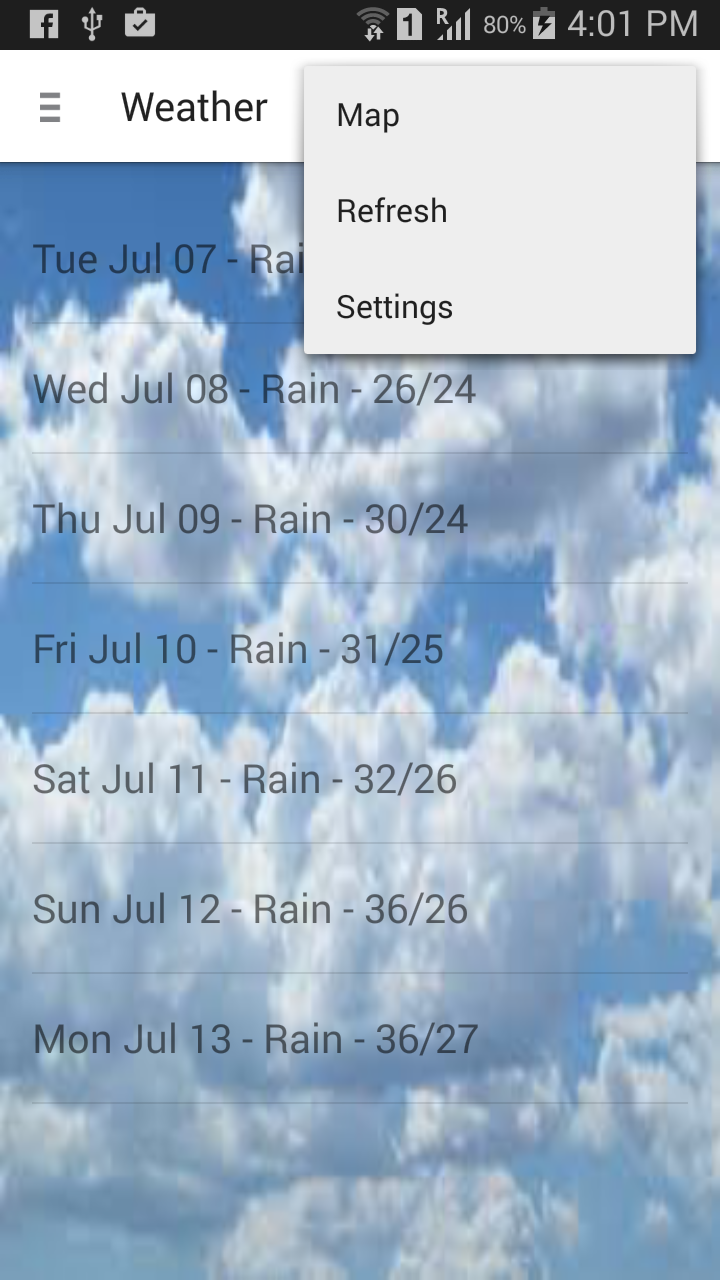 1 R 80% 4:01 PM
Weather
Map
Refresh
Settings
Tue Jul 07 - Rai
Wed Jul 08 - Rain - 26/24
Thu Jul 09 - Rain - 30/24
Fri Jul 10 - Rain - 31/25
Sat Jul 11 - Rain - 32/26
Sun Jul 12 - Rain - 36/26
Mon Jul 13 - Rain - 36/27